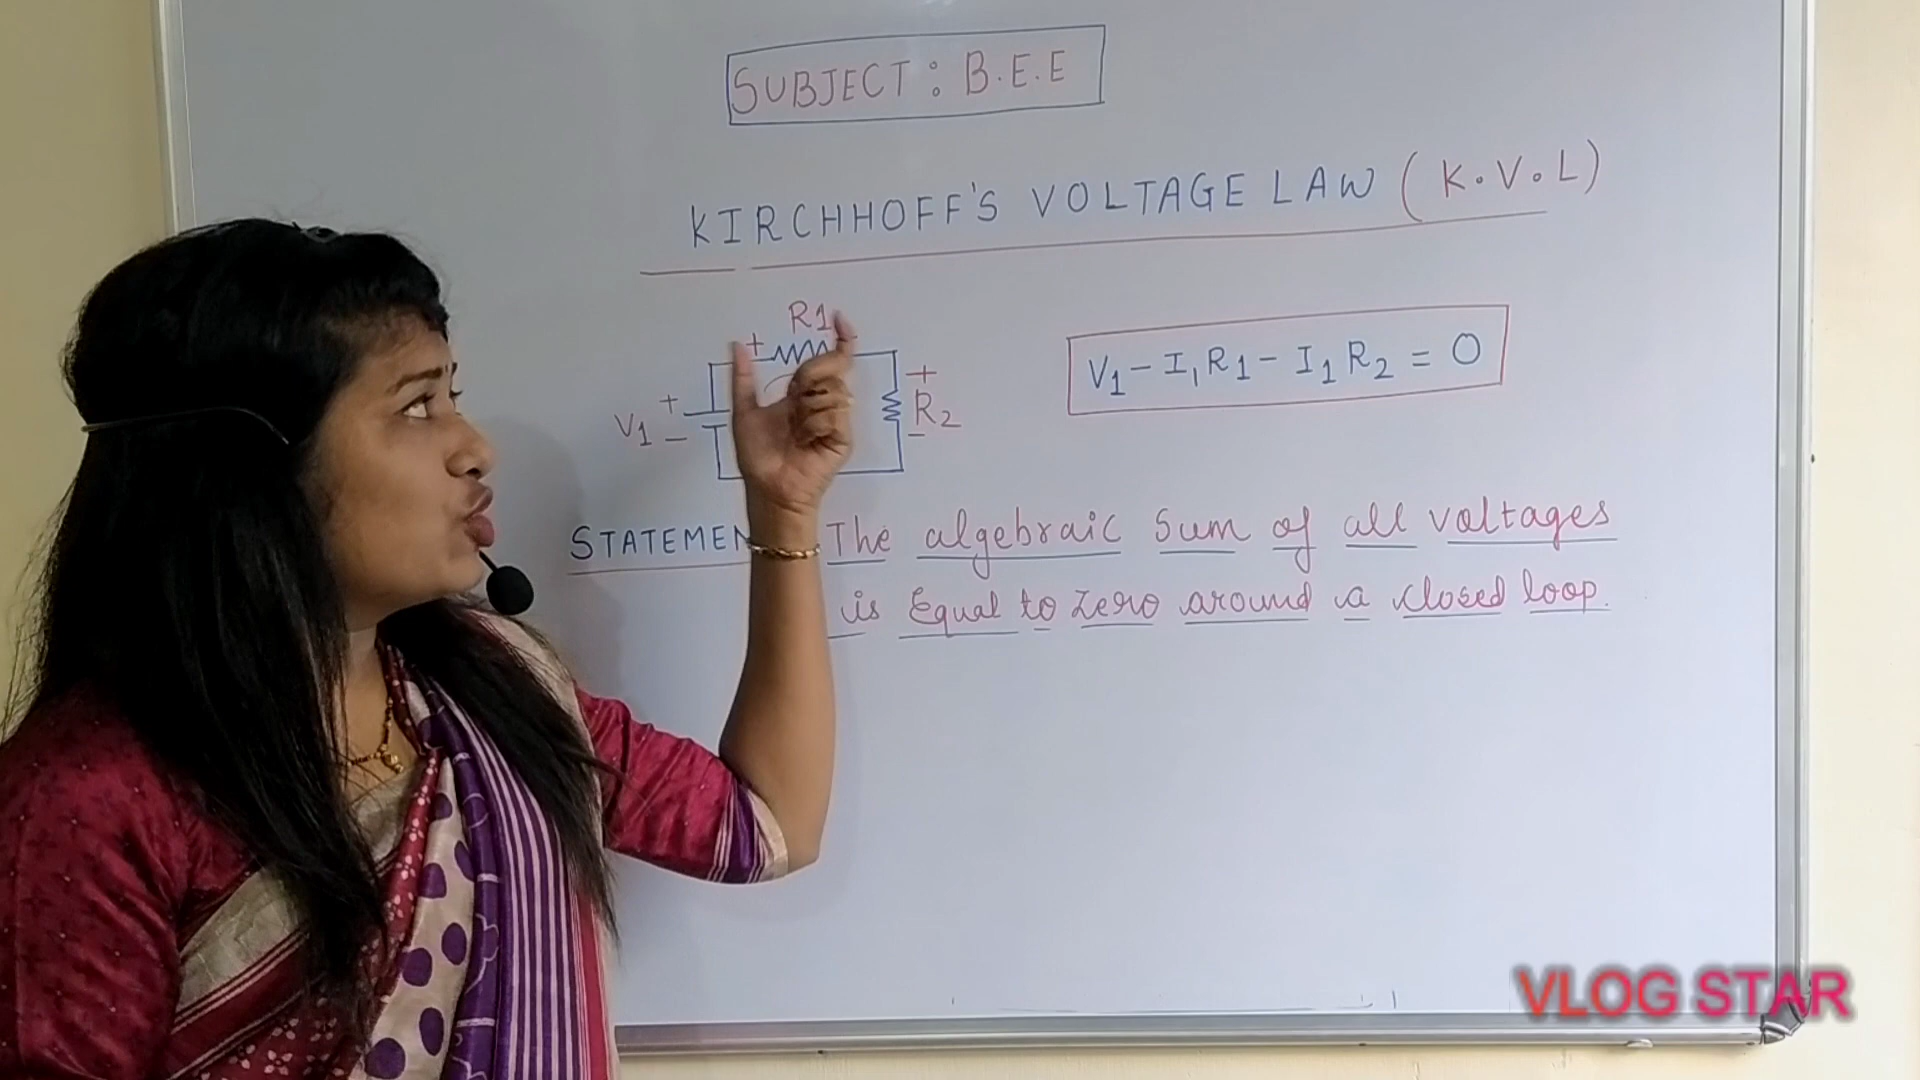 SUBJECT : B.E.E
KIRCHHOFF'S VOLTAGE LAW ( K.V.L)
R1
+ -
+
V1 -
+
R2
-
V1 - I1R1 - I1R2 = 0
The algebraic Sum of all voltages
is Equal to Zero around a closed loop.
VLOG STAR